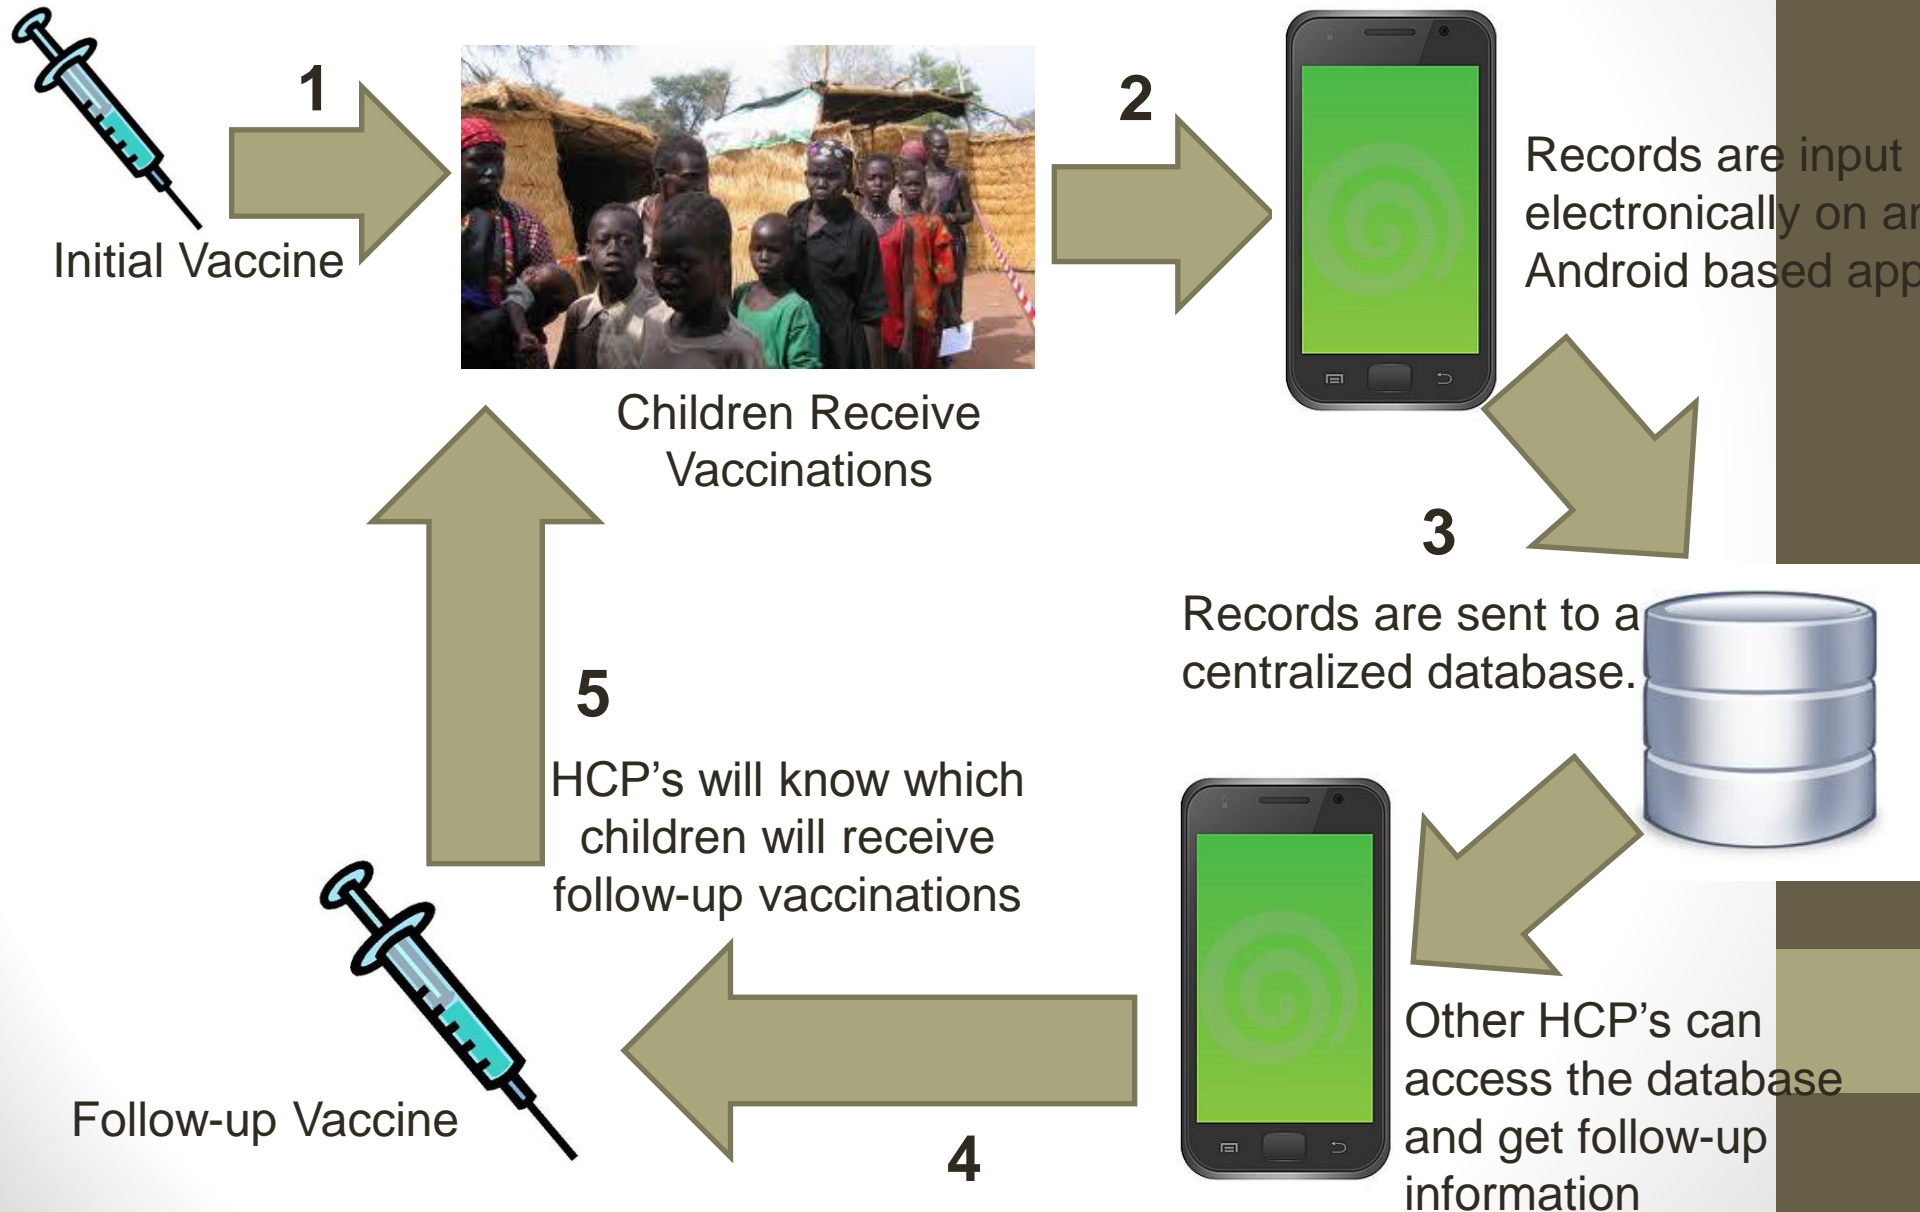 1
Initial Vaccine
Children Receive
Vaccinations
2
Records are input
electronically on an
Android based app
3
Records are sent to a
centralized database.
Other HCP's can
access the database
and get follow-up
information
4
Follow-up Vaccine
5
HCP’s will know which
children will receive
follow-up vaccinations